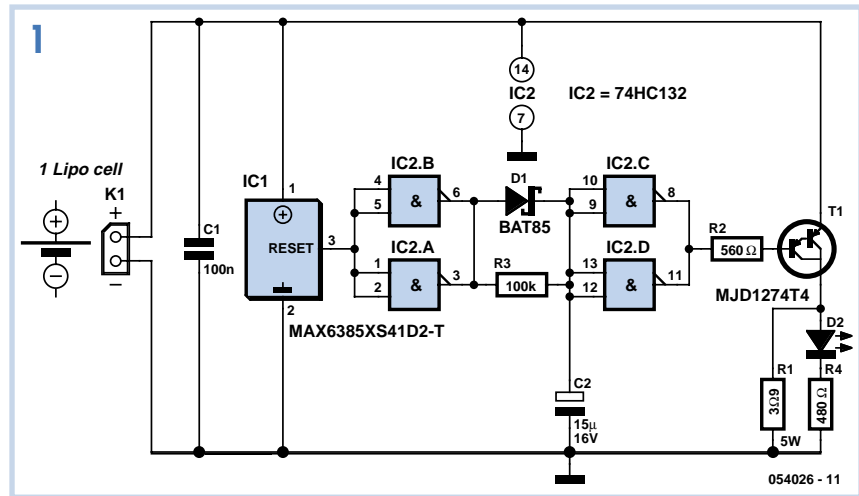 1
14
IC2
7
IC2 = 74HC132
1 Lipo cell
K1
+
−
C1
100n
IC1
1
RESET
3
2
MAX6385XS41D2-T
IC2.B
4
5
&
6
IC2.A
1
2
&
3
D1
BAT85
R3
100k
C2
15µ
16V
IC2.C
10
9
&
8
IC2.D
13
12
&
11
R2
560 Ω
T1
MJD1274T4
D2
R1
3Ω9
5W
R4
480 Ω
054026 - 11